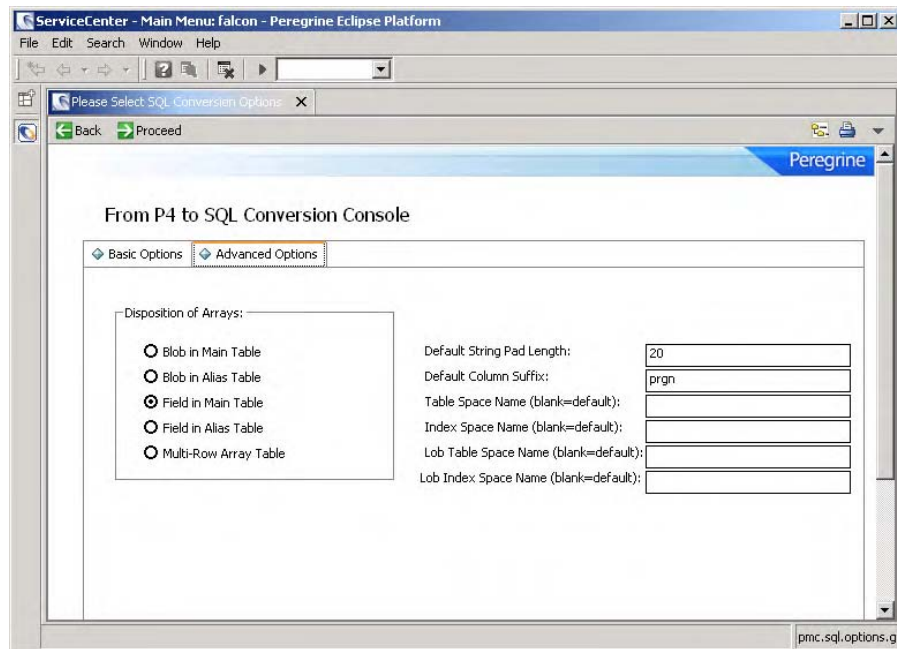 ServiceCenter - Main Menu: falcon - Peregrine Eclipse Platform
File Edit Search Window Help
Please Select SQL Conversion Options X
Back Proceed
Peregrine
From P4 to SQL Conversion Console
Basic Options Advanced Options
Disposition of Arrays:
Blob in Main Table
Blob in Alias Table
Field in Main Table
Field in Alias Table
Multi-Row Array Table
Default String Pad Length: 20
Default Column Suffix: prgn
Table Space Name (blank=default):
Index Space Name (blank=default):
Lob Table Space Name (blank=default):
Lob Index Space Name (blank=default):
pmc.sql.options.g